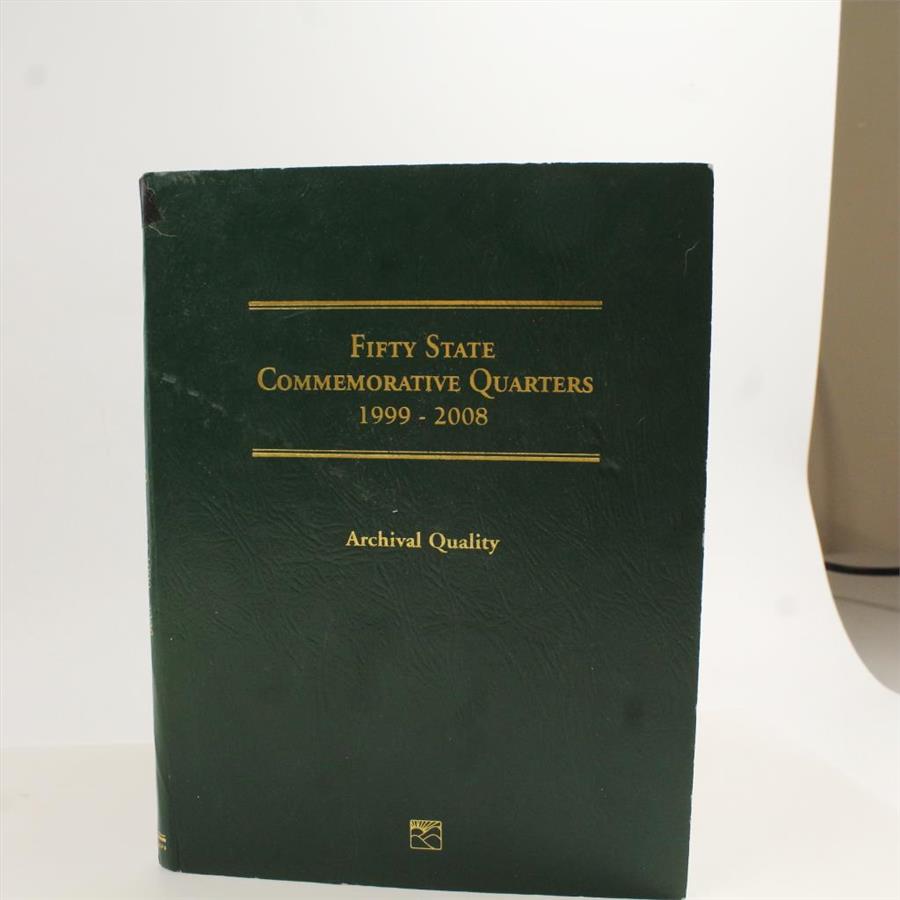 FIFTY STATE
COMMEMORATIVE QUARTERS
1999 - 2008
Archival Quality